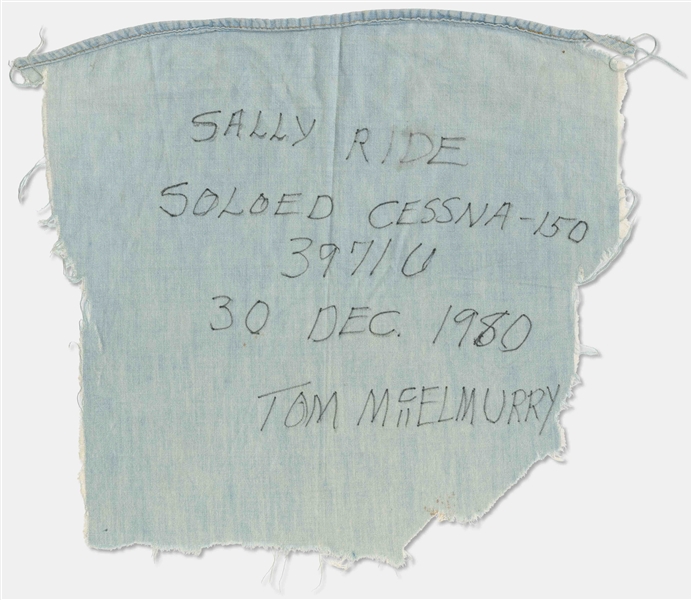 SALLY RIDE
SOLOED CESSNA-150
3971U
30 DEC. 1980
TOM McELMURRY